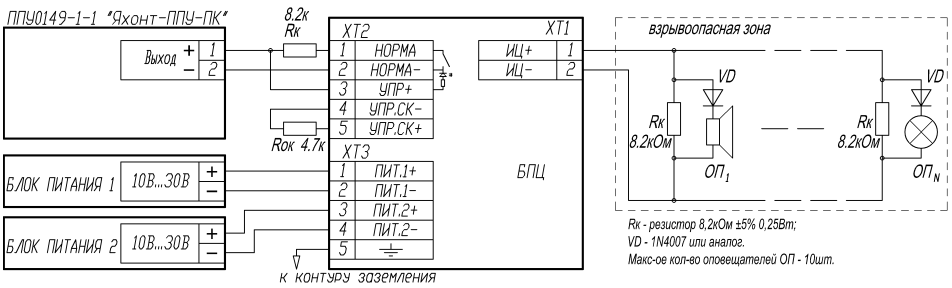 ППУ0149-1-1 "Яхонт-ППУ-ПК"
Выход + 1
− 2
8.2к
Rк
Rок 4.7к
XT2
1 НОРМА
2 НОРМА-
3 УПР+
4 УПР.СК-
5 УПР.СК+
XT3
1 ПИТ.1+
2 ПИТ.1-
3 ПИТ.2+
4 ПИТ.2-
5
БПЦ
XT1
ИЦ+ 1
ИЦ- 2
БЛОК ПИТАНИЯ 1 10В...30В + −
БЛОК ПИТАНИЯ 2 10В...30В + −
к контуру заземления
взрывоопасная зона
VD
Rк
8.2кОм
ОП1
VD
Rк
8.2кОм
ОПN
Rк - резистор 8,2кОм ±5% 0,25Вт;
VD - 1N4007 или аналог.
Макс-ое кол-во оповещателей ОП - 10шт.